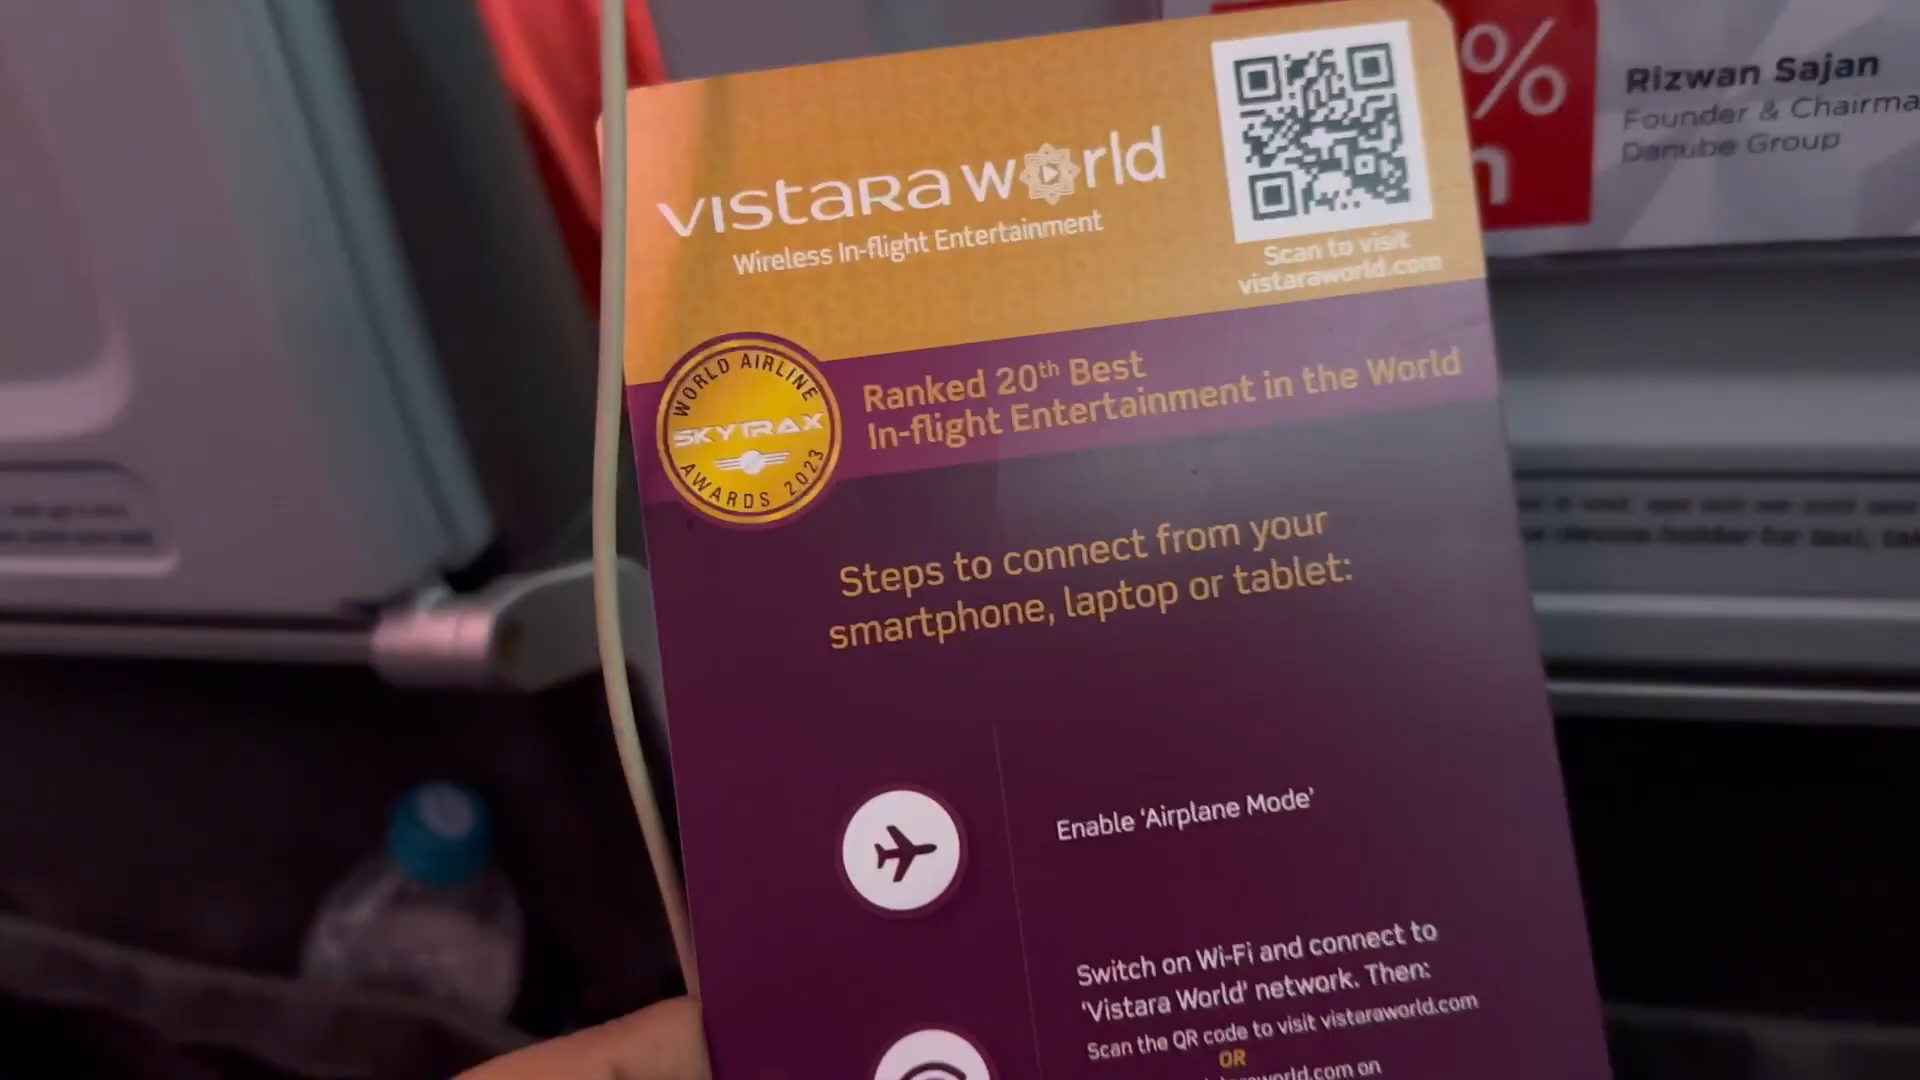 VISTARA WORLD
Wireless In-flight Entertainment
Scan to visit
vistaraworld.com
WORLD AIRLINE
SKYTRAX
AWARDS 2023
Ranked 20th Best
In-flight Entertainment in the World
Steps to connect from your
smartphone, laptop or tablet:
Enable ‘Airplane Mode’
Switch on Wi-Fi and connect to
‘Vistara World’ network. Then:
Scan the QR code to visit vistaraworld.com
OR
on
%
Rizwan Sajan
Founder &
Danube Group